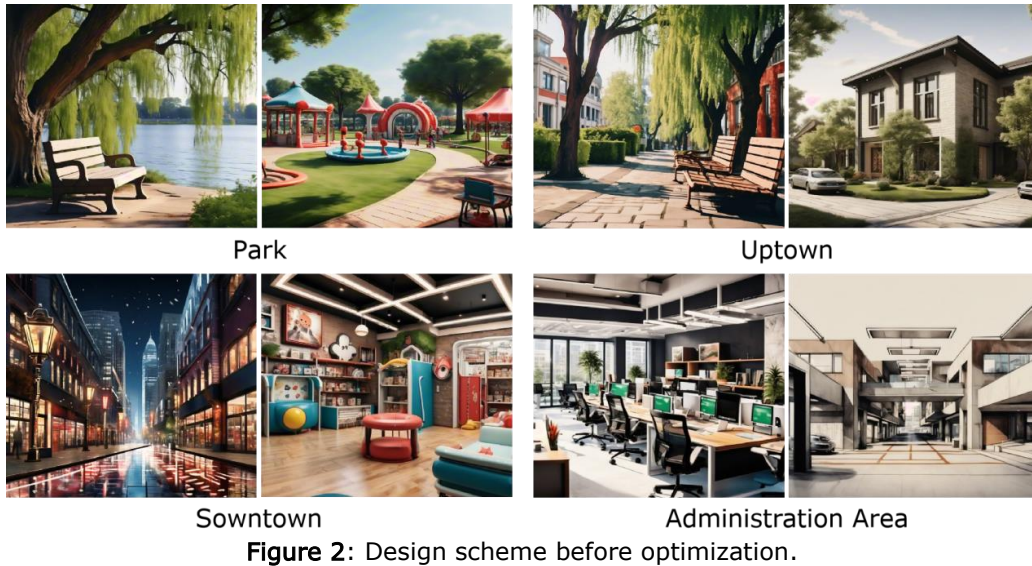 Park
Uptown
Sowntown
Administration Area
Figure 2: Design scheme before optimization.